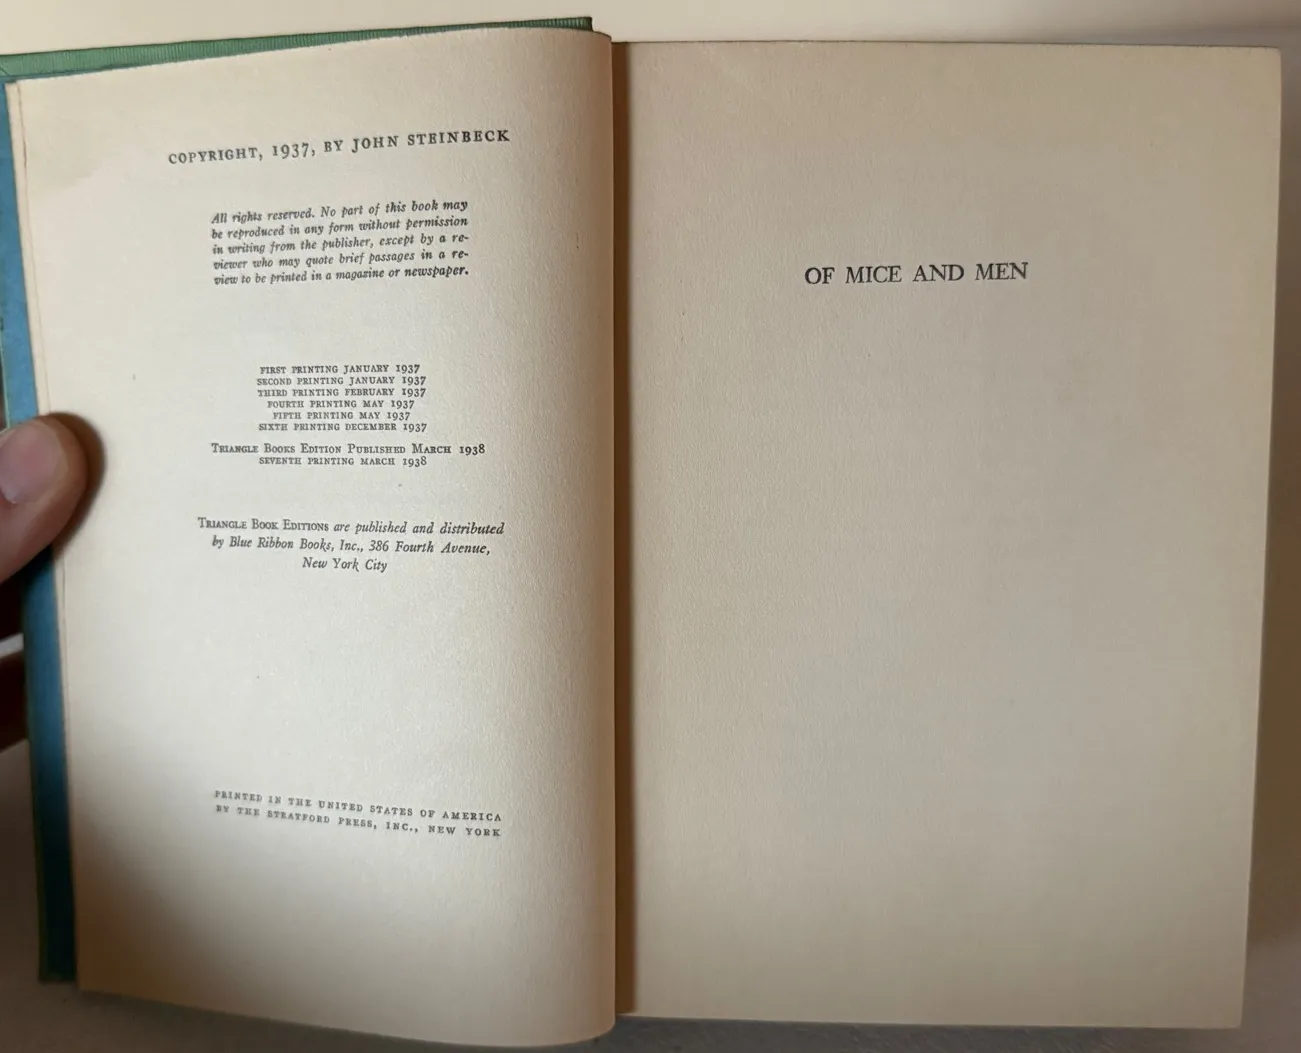 COPYRIGHT, 1937, BY JOHN STEINBECK
All rights reserved. No part of this book may
be reproduced in any form without permission
in writing from the publisher, except by a re-
viewer who may quote brief passages in a re-
view to be printed in a magazine or newspaper.
FIRST PRINTING JANUARY 1937
SECOND PRINTING JANUARY 1937
THIRD PRINTING FEBRUARY 1937
FOURTH PRINTING MAY 1937
FIFTH PRINTING MAY 1937
SIXTH PRINTING DECEMBER 1937
TRIANGLE BOOKS EDITION PUBLISHED MARCH 1938
SEVENTH PRINTING MARCH 1938
TRIANGLE BOOK EDITIONS are published and distributed
by Blue Ribbon Books, Inc., 386 Fourth Avenue,
New York City
PRINTED IN THE UNITED STATES OF AMERICA
BY THE STRATFORD PRESS, INC., NEW YORK
OF MICE AND MEN